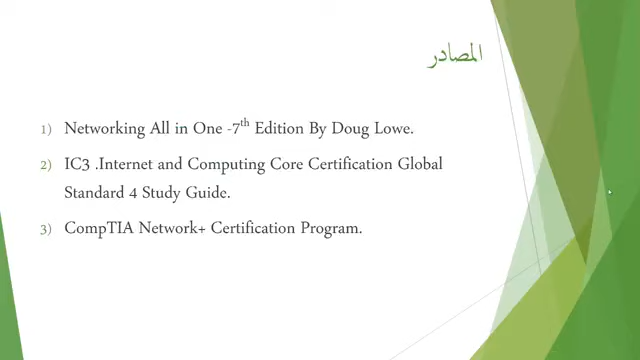 المصادر
1) Networking All in One -7th Edition By Doug Lowe.
2) IC3 .Internet and Computing Core Certification Global
Standard 4 Study Guide.
3) CompTIA Network+ Certification Program.